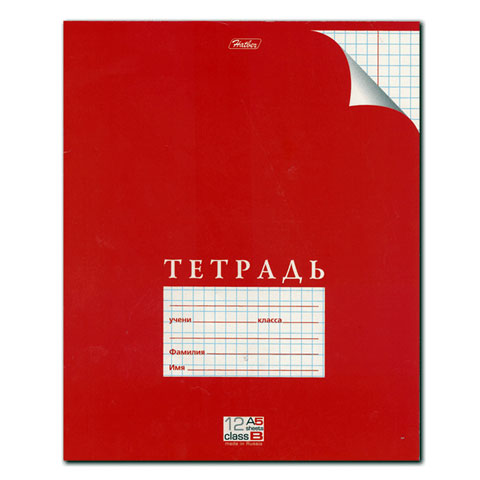 Hatber
ТЕТРАДЬ
учени класса
Фамилия
Имя
12 A5 sheets
class B
made in Russia